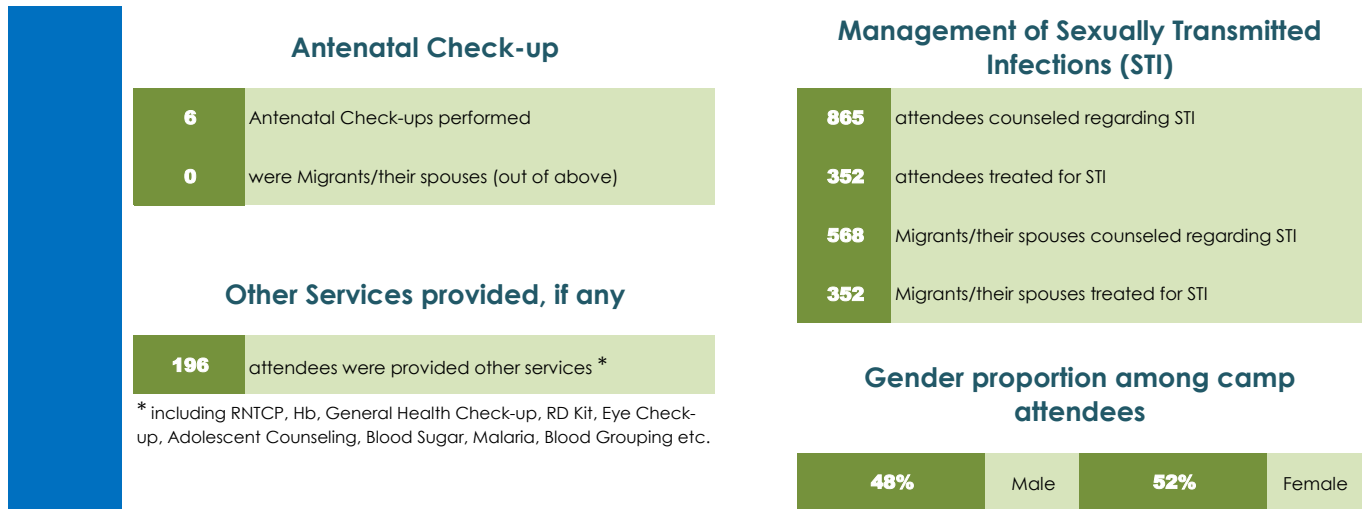 Antenatal Check-up
6 Antenatal Check-ups performed
0 were Migrants/their spouses (out of above)
Other Services provided, if any
196 attendees were provided other services *
* including RNTCP, Hb, General Health Check-up, RD Kit, Eye Check-
up, Adolescent Counseling, Blood Sugar, Malaria, Blood Grouping etc.
Management of Sexually Transmitted
Infections (STI)
865 attendees counseled regarding STI
352 attendees treated for STI
568 Migrants/their spouses counseled regarding STI
352 Migrants/their spouses treated for STI
Gender proportion among camp
attendees
48% Male 52% Female